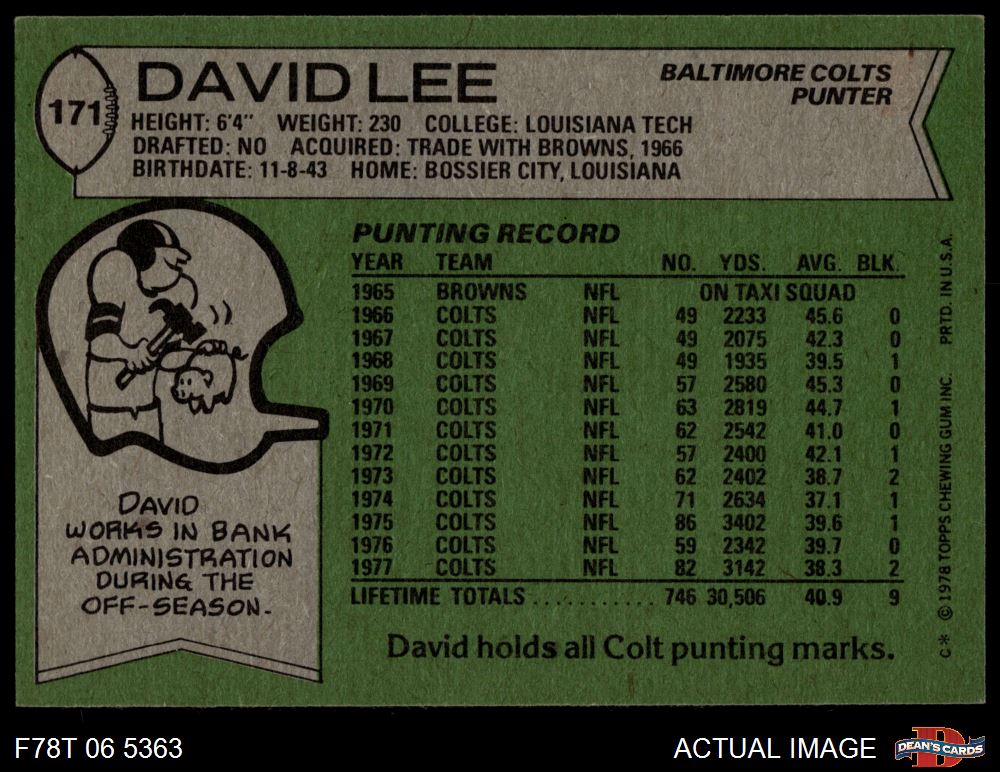 171
DAVID LEE
BALTIMORE COLTS
PUNTER
HEIGHT: 6'4" WEIGHT: 230 COLLEGE: LOUISIANA TECH
DRAFTED: NO ACQUIRED: TRADE WITH BROWNS, 1966
BIRTHDATE: 11-8-43 HOME: BOSSIER CITY, LOUISIANA
DAVID
WORKS IN BANK
ADMINISTRATION
DURING THE
OFF-SEASON.
PUNTING RECORD
YEAR TEAM NO. YDS. AVG. BLK.
1965 BROWNS NFL ON TAXI SQUAD
1966 COLTS NFL 49 2233 45.6 0
1967 COLTS NFL 49 2075 42.3 0
1968 COLTS NFL 49 1935 39.5 1
1969 COLTS NFL 57 2580 45.3 0
1970 COLTS NFL 63 2819 44.7 1
1971 COLTS NFL 62 2542 41.0 0
1972 COLTS NFL 57 2400 42.1 1
1973 COLTS NFL 62 2402 38.7 2
1974 COLTS NFL 71 2634 37.1 1
1975 COLTS NFL 86 3402 39.6 1
1976 COLTS NFL 59 2342 39.7 0
1977 COLTS NFL 82 3142 38.3 2
LIFETIME TOTALS ............ 746 30,506 40.9 9
David holds all Colt punting marks.
C* © 1978 TOPPS CHEWING GUM INC. PRTD. IN U.S.A.
F78T 06 5363
ACTUAL IMAGE
D
DEAN'S CARDS